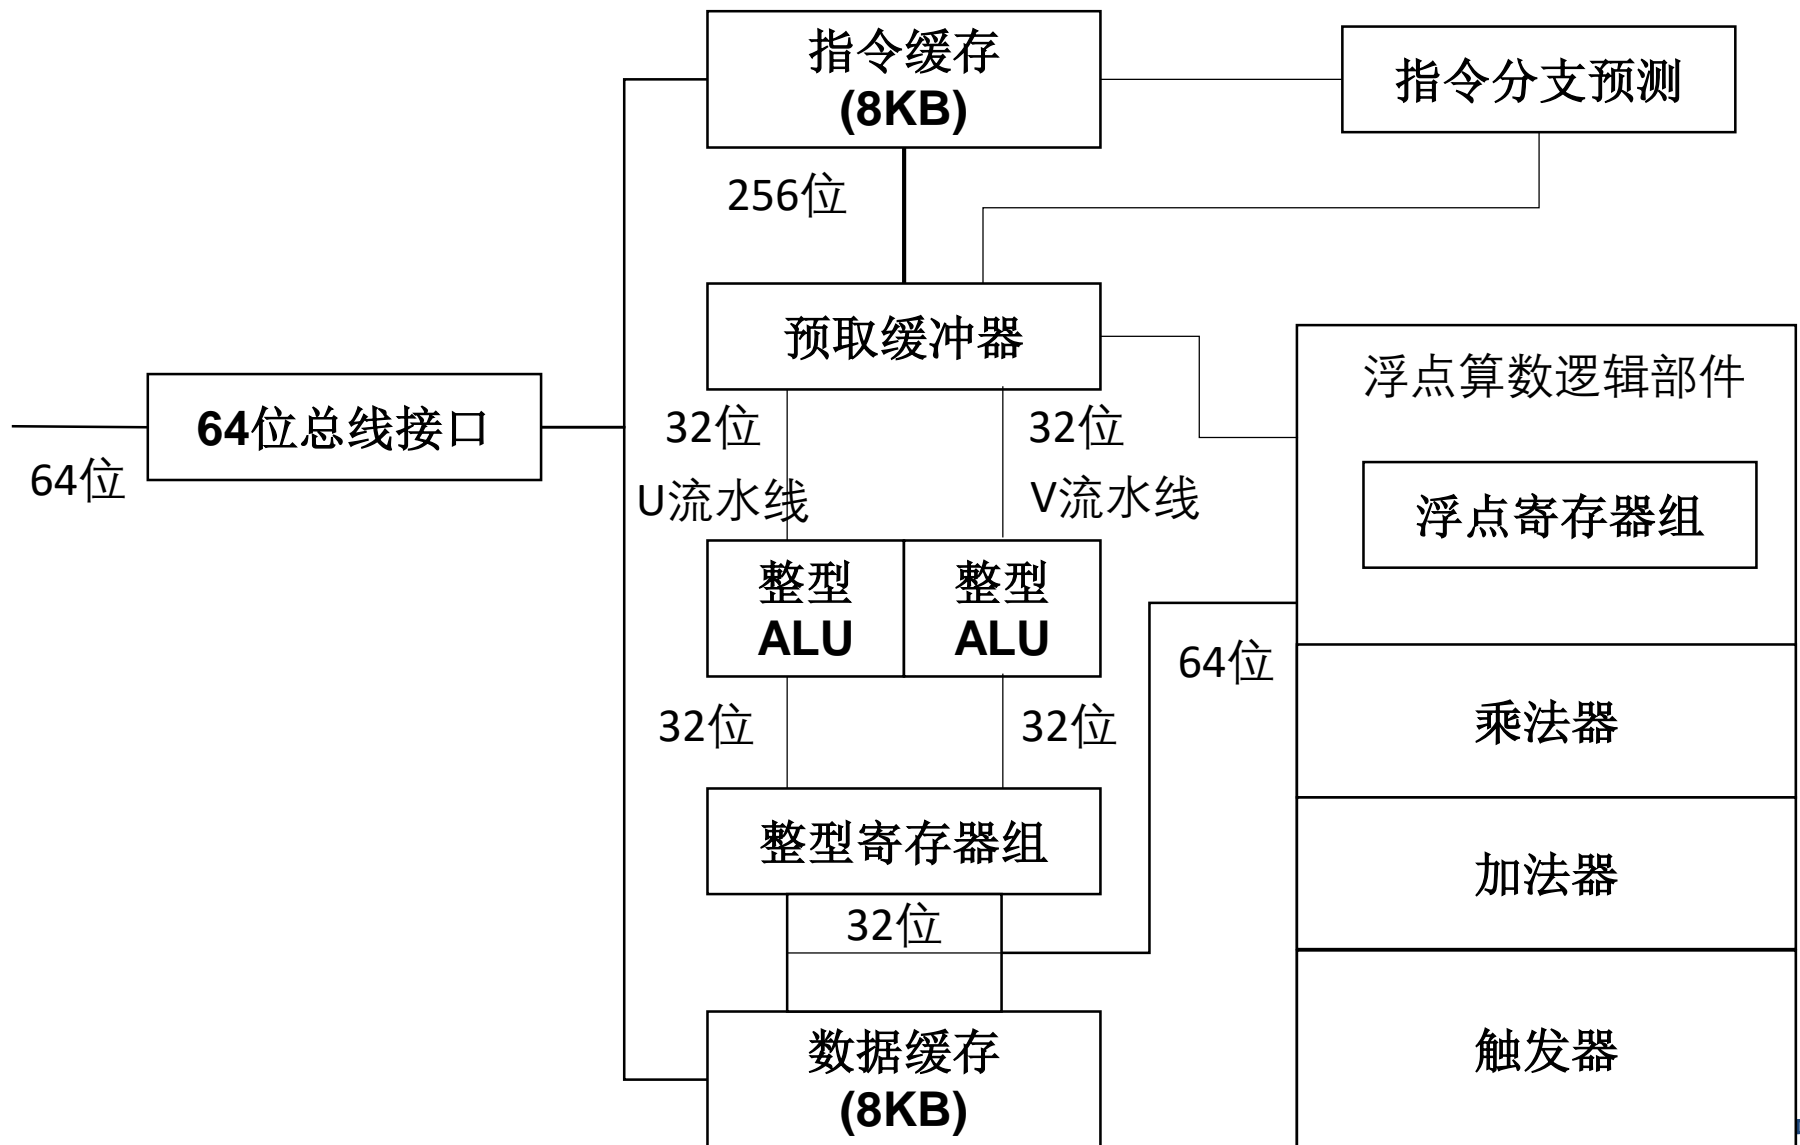 指令缓存
(8KB)
指令分支预测
256位
预取缓冲器
浮点算数逻辑部件
64位总线接口
64位
32位
32位
U流水线
V流水线
浮点寄存器组
整型
ALU
整型
ALU
64位
32位
32位
乘法器
整型寄存器组
加法器
32位
数据缓存
(8KB)
触发器